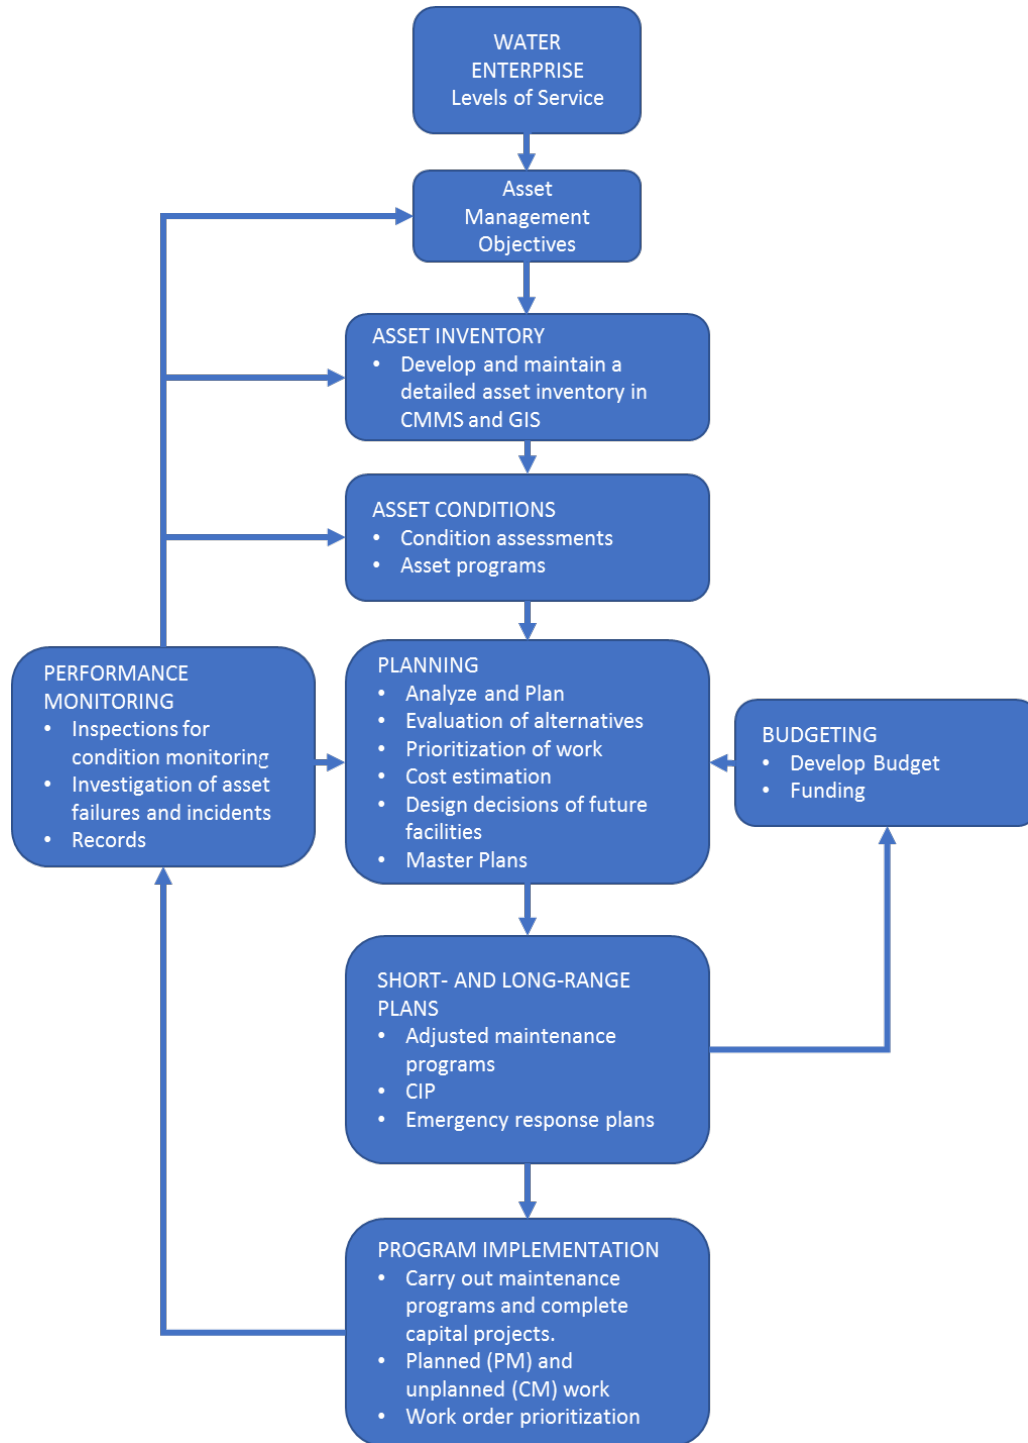 WATER
ENTERPRISE
Levels of Service
Asset
Management
Objectives
ASSET INVENTORY
• Develop and maintain a
detailed asset inventory in
CMMS and GIS
ASSET CONDITIONS
• Condition assessments
• Asset programs
PERFORMANCE
MONITORING
• Inspections for
condition monitoring
• Investigation of asset
failures and incidents
• Records
PLANNING
• Analyze and Plan
• Evaluation of alternatives
• Prioritization of work
• Cost estimation
• Design decisions of future
facilities
• Master Plans
BUDGETING
• Develop Budget
• Funding
SHORT- AND LONG-RANGE
PLANS
• Adjusted maintenance
programs
• CIP
• Emergency response plans
PROGRAM IMPLEMENTATION
• Carry out maintenance
programs and complete
capital projects.
• Planned (PM) and
unplanned (CM) work
• Work order prioritization